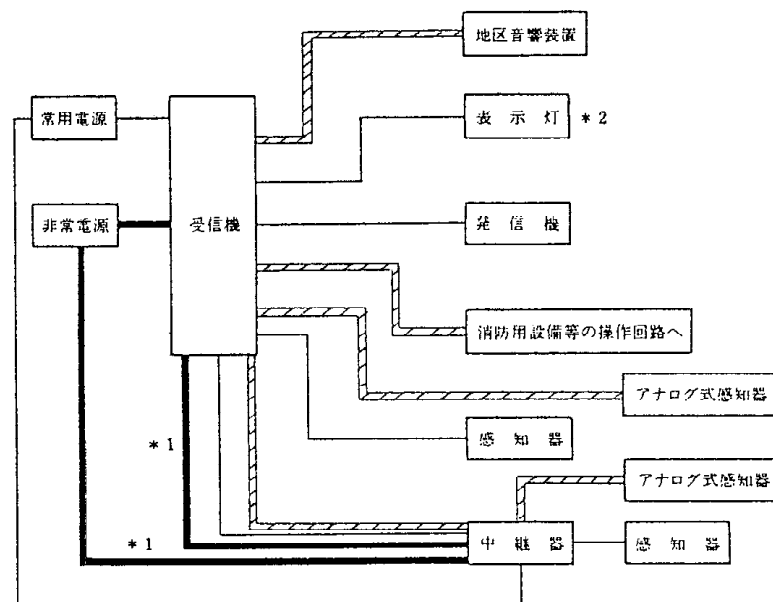 地区音響装置
常用電源
表示灯 *2
非常電源
受信機
発信機
消防用設備等の操作回路へ
アナログ式感知器
*1
感知器
アナログ式感知器
*1
中継器
感知器